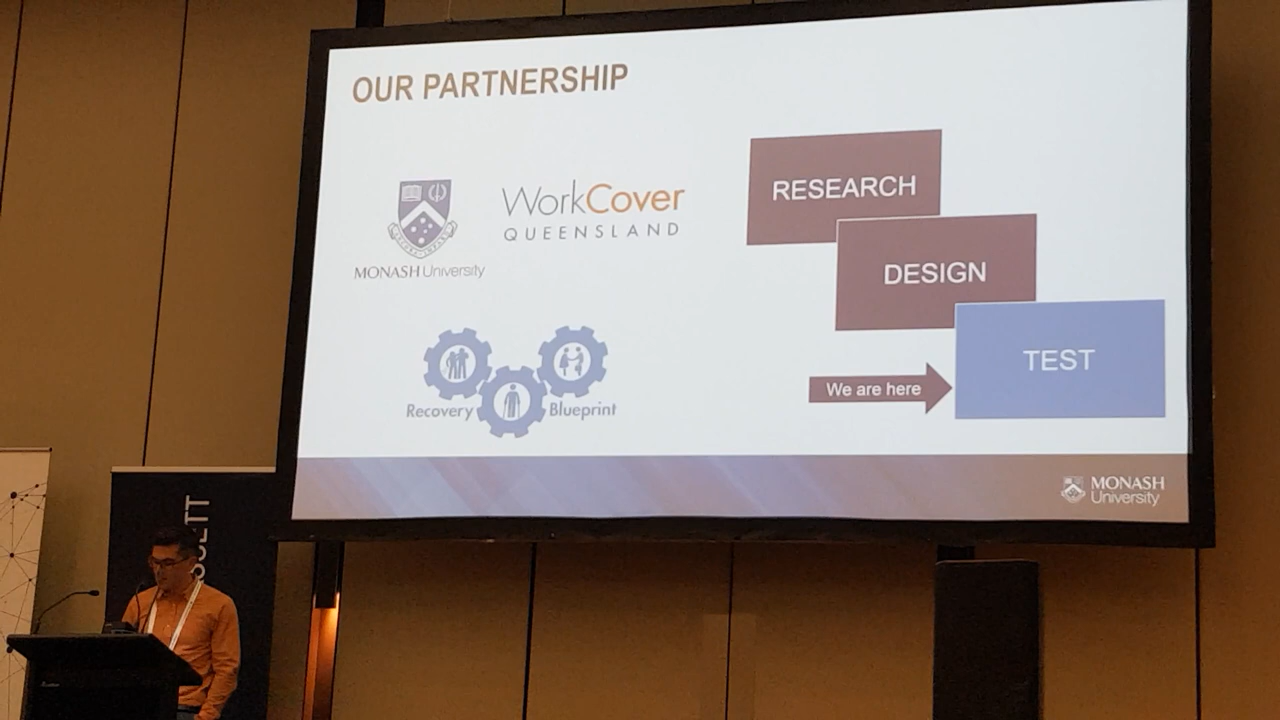 OUR PARTNERSHIP
MONASH University
WorkCover
QUEENSLAND
Recovery Blueprint
RESEARCH
DESIGN
TEST
We are here
MONASH
University